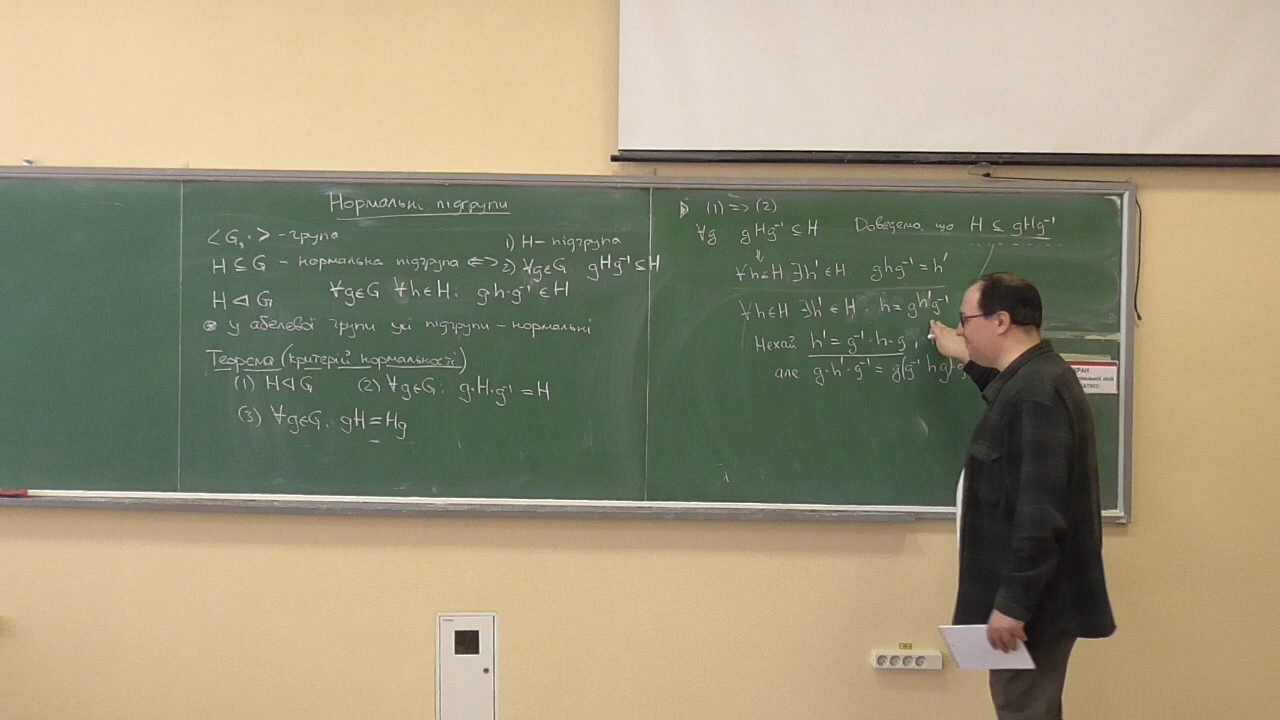 Нормальні підгрупи
<G, ·> - група
1) H - підгрупа
H ⊆ G - нормальна підгрупа <=> 2) ∀g∈G gHg⁻¹ ⊆ H
H ⊲ G ∀g∈G ∀h∈H: g·h·g⁻¹ ∈ H
у абелевої групи усі підгрупи - нормальні
Теорема (критерій нормальності)
(1) H⊲G (2) ∀g∈G: g·H·g⁻¹ = H
(3) ∀g∈G, gH = Hg
(1) => (2)
∀g gHg⁻¹ ⊆ H Доведемо, що H ⊆ gHg⁻¹
∀h∈H ∃h' ∈ H ghg⁻¹ = h'
∀h∈H ∃h' ∈ H. h = gh'g⁻¹
Нехай h' = g⁻¹·h·g,
але g·h'·g⁻¹ = g(g⁻¹hg)·g